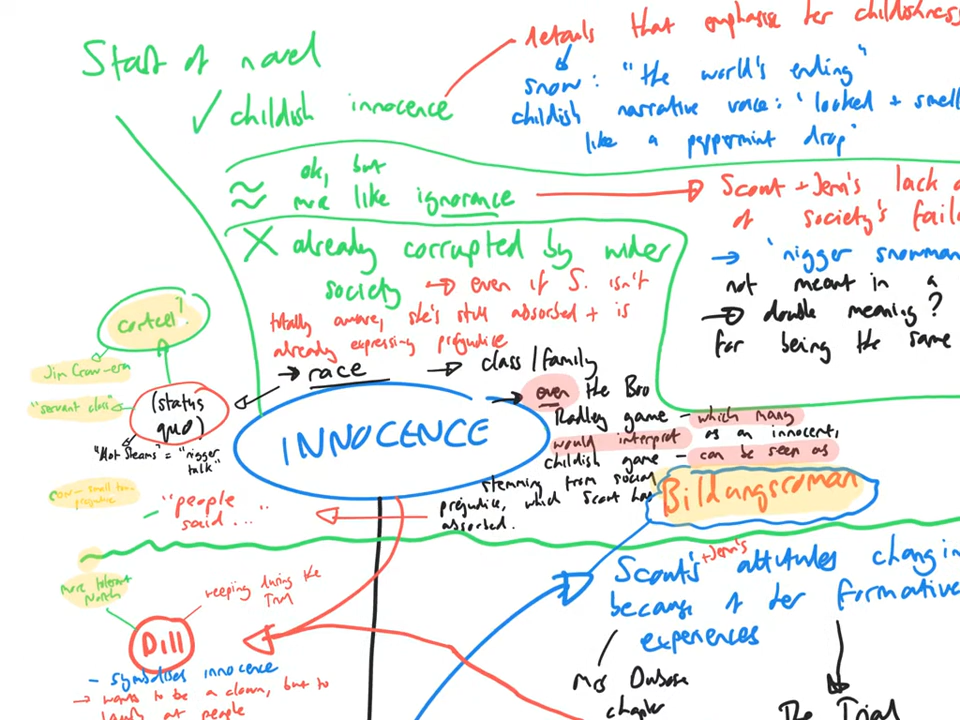 Start of novel
✓ childish innocence
details that emphasise her childishness
snow: "the world's ending"
childish narrative voice: 'looked + smell
like a peppermint drop"
≈ ok, but
more like ignorance
Scout + Jem's lack
of society's fail
→ 'nigger snowman
not meant in a
→ double meaning?
for being the same
X already corrupted by wider
society → even if S. isn't
totally aware, she's still absorbed + is
already expressing prejudice
→ race → class/family
→ even the Boo
Radley game - which many
would interpret as an innocent,
childish game - can be seen as
stemming from social
prejudice, which Scout has
absorbed.
context!
Jim Crow-era
"servant class"
(status
quo)
"Hot Steams" = "nigger
talk"
INNOCENCE
small town
prejudice
"people
said..."
Bildungsroman
more tolerant
North
weeping during the
Trial
Dill
- symbolises innocence
→ wants to be a clown, but to
laugh at people
Scout's + Jem's attitudes changin
because of her formative
experiences
Mrs Dubose
chapter
The Trial